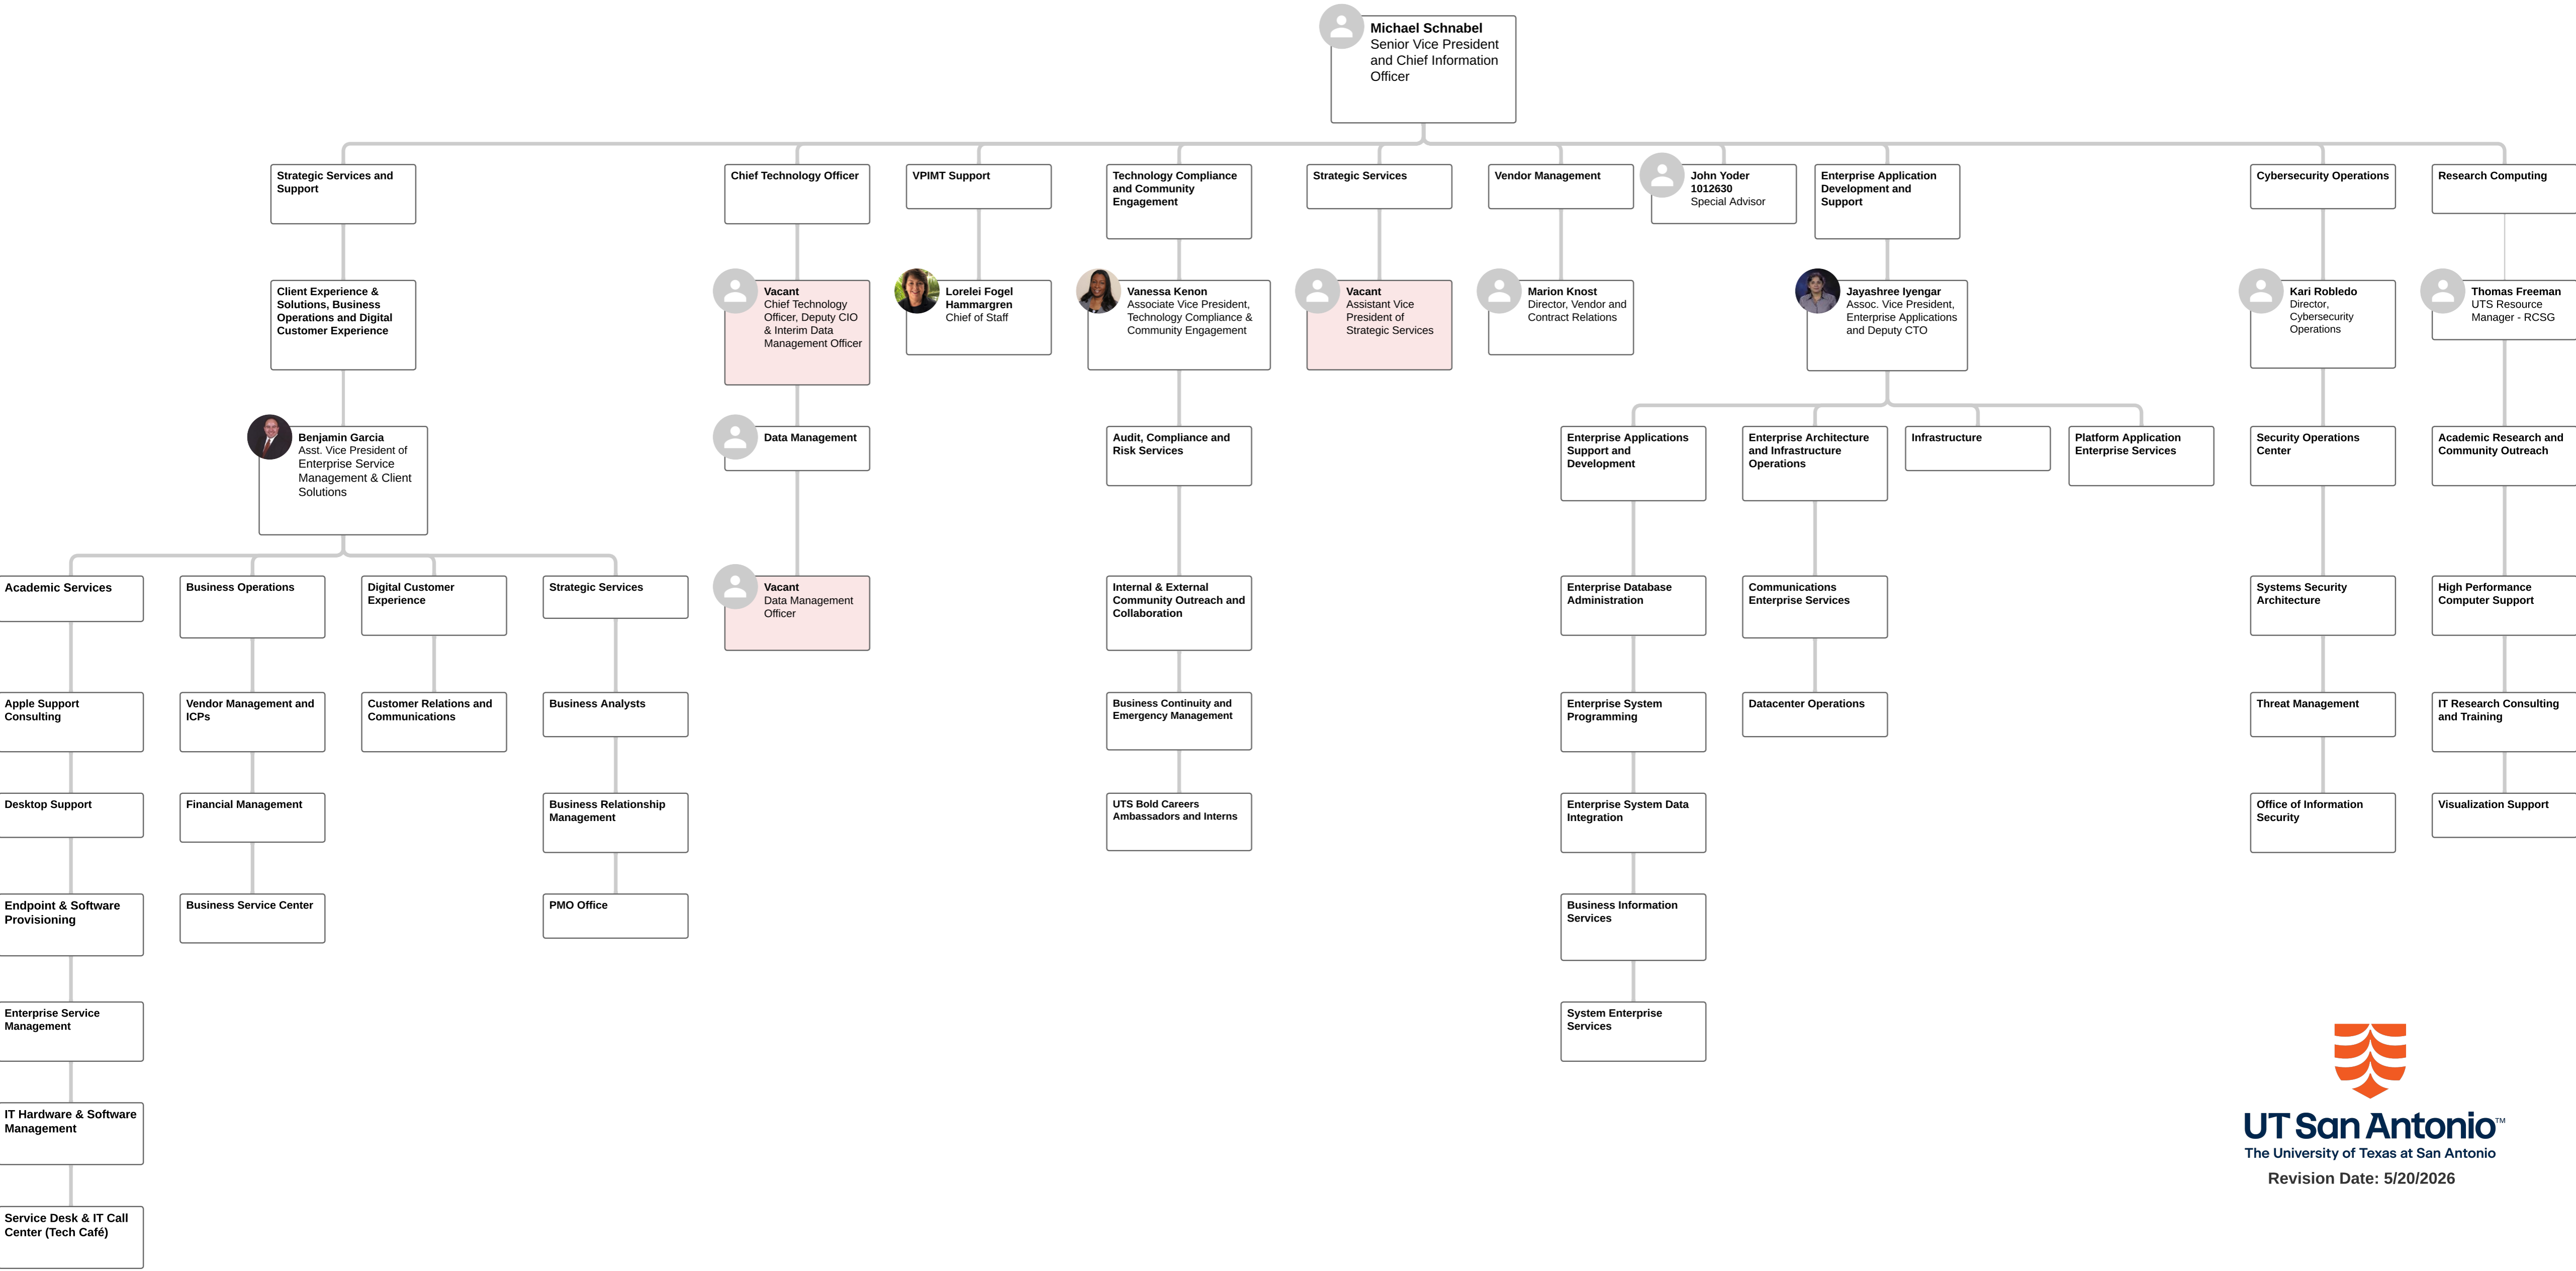 Michael Schnabel
Senior Vice President
and Chief Information
Officer
Strategic Services and
Support
Chief Technology Officer
VPIMT Support
Technology Compliance
and Community
Engagement
Strategic Services
Vendor Management
John Yoder
1012630
Special Advisor
Enterprise Application
Development and
Support
Cybersecurity Operations
Research Computing
Client Experience &
Solutions, Business
Operations and Digital
Customer Experience
Vacant
Chief Technology
Officer, Deputy CIO
& Interim Data
Management Officer
Lorelei Fogel
Hammargren
Chief of Staff
Vanessa Kenon
Associate Vice President,
Technology Compliance &
Community Engagement
Vacant
Assistant Vice
President of
Strategic Services
Marion Knost
Director, Vendor and
Contract Relations
Jayashree Iyengar
Assoc. Vice President,
Enterprise Applications
and Deputy CTO
Kari Robledo
Director,
Cybersecurity
Operations
Thomas Freeman
UTS Resource
Manager - RCSG
Benjamin Garcia
Asst. Vice President of
Enterprise Service
Management & Client
Solutions
Data Management
Audit, Compliance and
Risk Services
Enterprise Applications
Support and
Development
Enterprise Architecture
and Infrastructure
Operations
Infrastructure
Platform Application
Enterprise Services
Security Operations
Center
Academic Research and
Community Outreach
Academic Services
Business Operations
Digital Customer
Experience
Strategic Services
Vacant
Data Management
Officer
Internal & External
Community Outreach and
Collaboration
Enterprise Database
Administration
Communications
Enterprise Services
Systems Security
Architecture
High Performance
Computer Support
Apple Support
Consulting
Vendor Management and
ICPs
Customer Relations and
Communications
Business Analysts
Business Continuity and
Emergency Management
Enterprise System
Programming
Datacenter Operations
Threat Management
IT Research Consulting
and Training
Desktop Support
Financial Management
Business Relationship
Management
UTS Bold Careers
Ambassadors and Interns
Enterprise System Data
Integration
Office of Information
Security
Visualization Support
Endpoint & Software
Provisioning
Business Service Center
PMO Office
Business Information
Services
Enterprise Service
Management
System Enterprise
Services
IT Hardware & Software
Management
Service Desk & IT Call
Center (Tech Café)
UT San Antonio™
The University of Texas at San Antonio
Revision Date: 5/20/2026